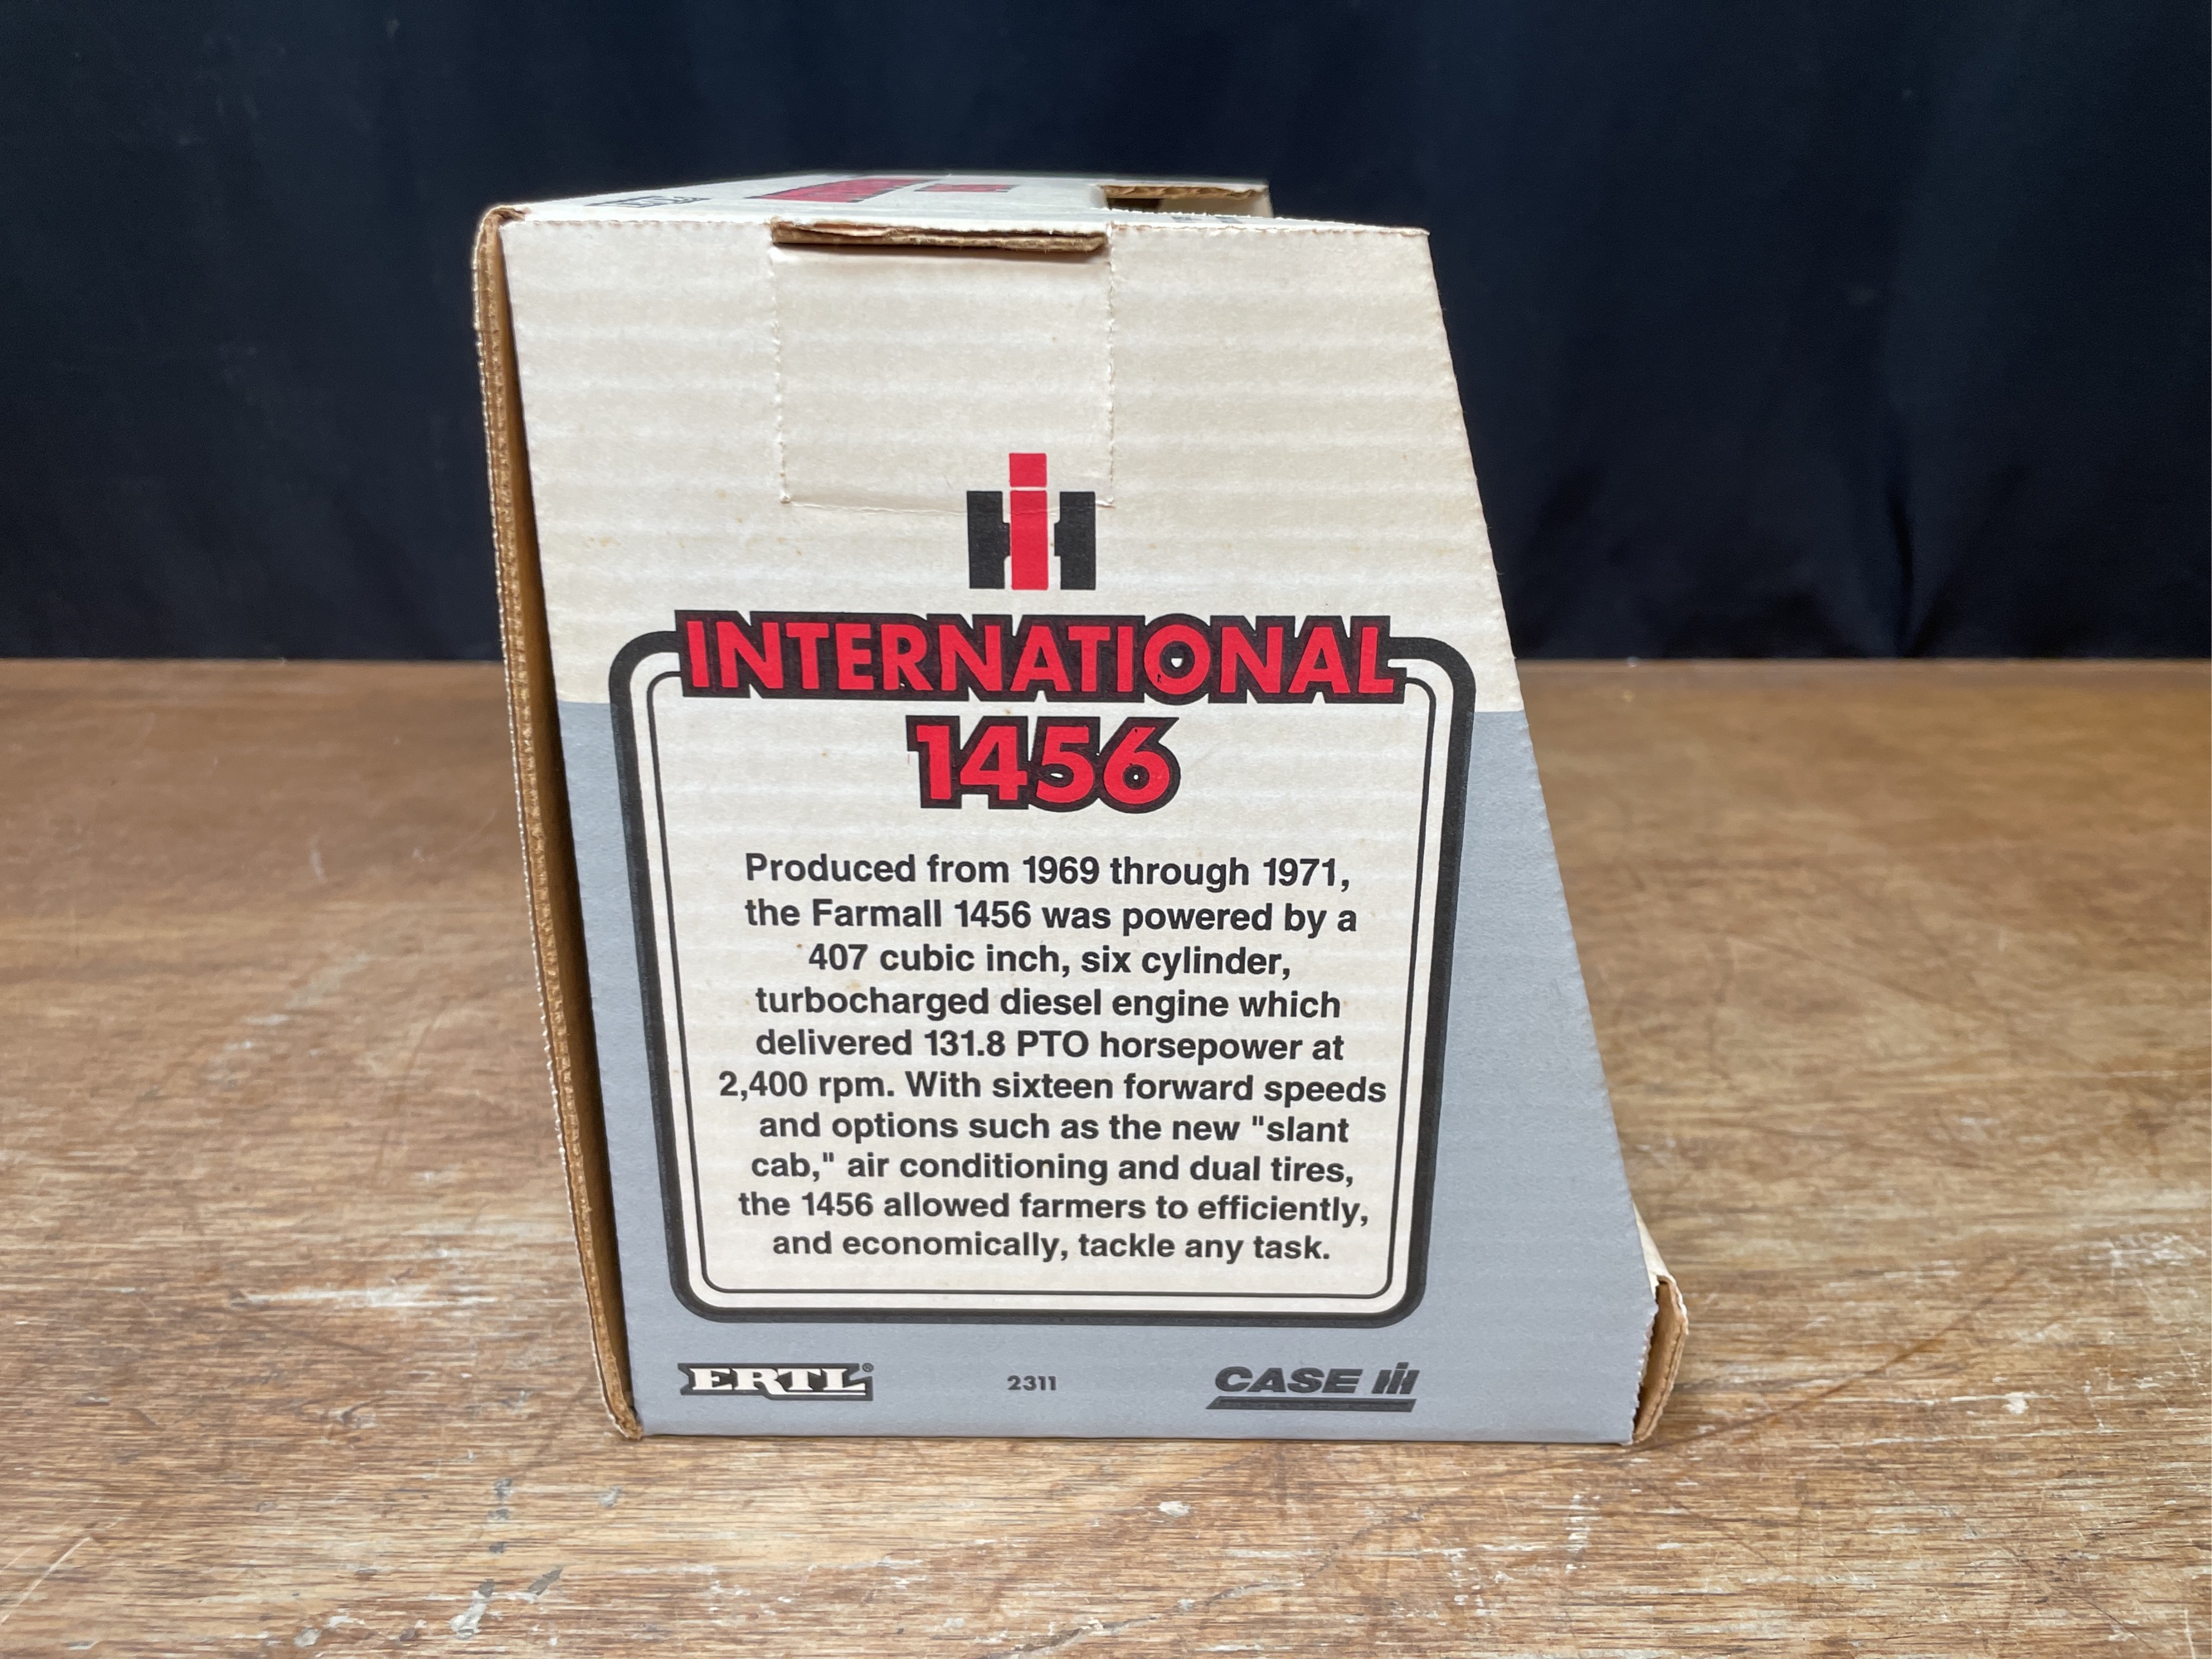 IH
INTERNATIONAL
1456
Produced from 1969 through 1971,
the Farmall 1456 was powered by a
407 cubic inch, six cylinder,
turbocharged diesel engine which
delivered 131.8 PTO horsepower at
2,400 rpm. With sixteen forward speeds
and options such as the new "slant
cab," air conditioning and dual tires,
the 1456 allowed farmers to efficiently,
and economically, tackle any task.
ERTL® 2311 CASE IH